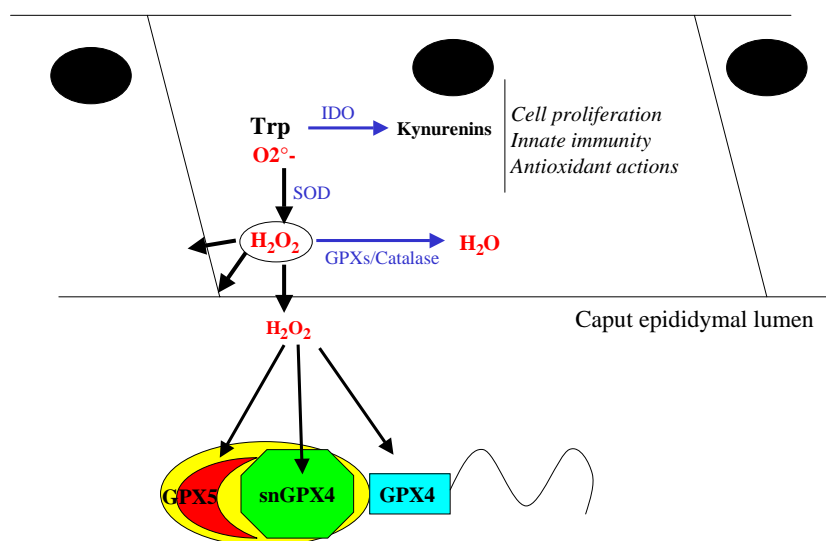 IDO
Trp
Kynurenins
Cell proliferation
Innate immunity
Antioxidant actions
O2°-
SOD
H₂O₂
H₂O
GPXs/Catalase
Caput epididymal lumen
H₂O₂
GPX5
snGPX4
GPX4